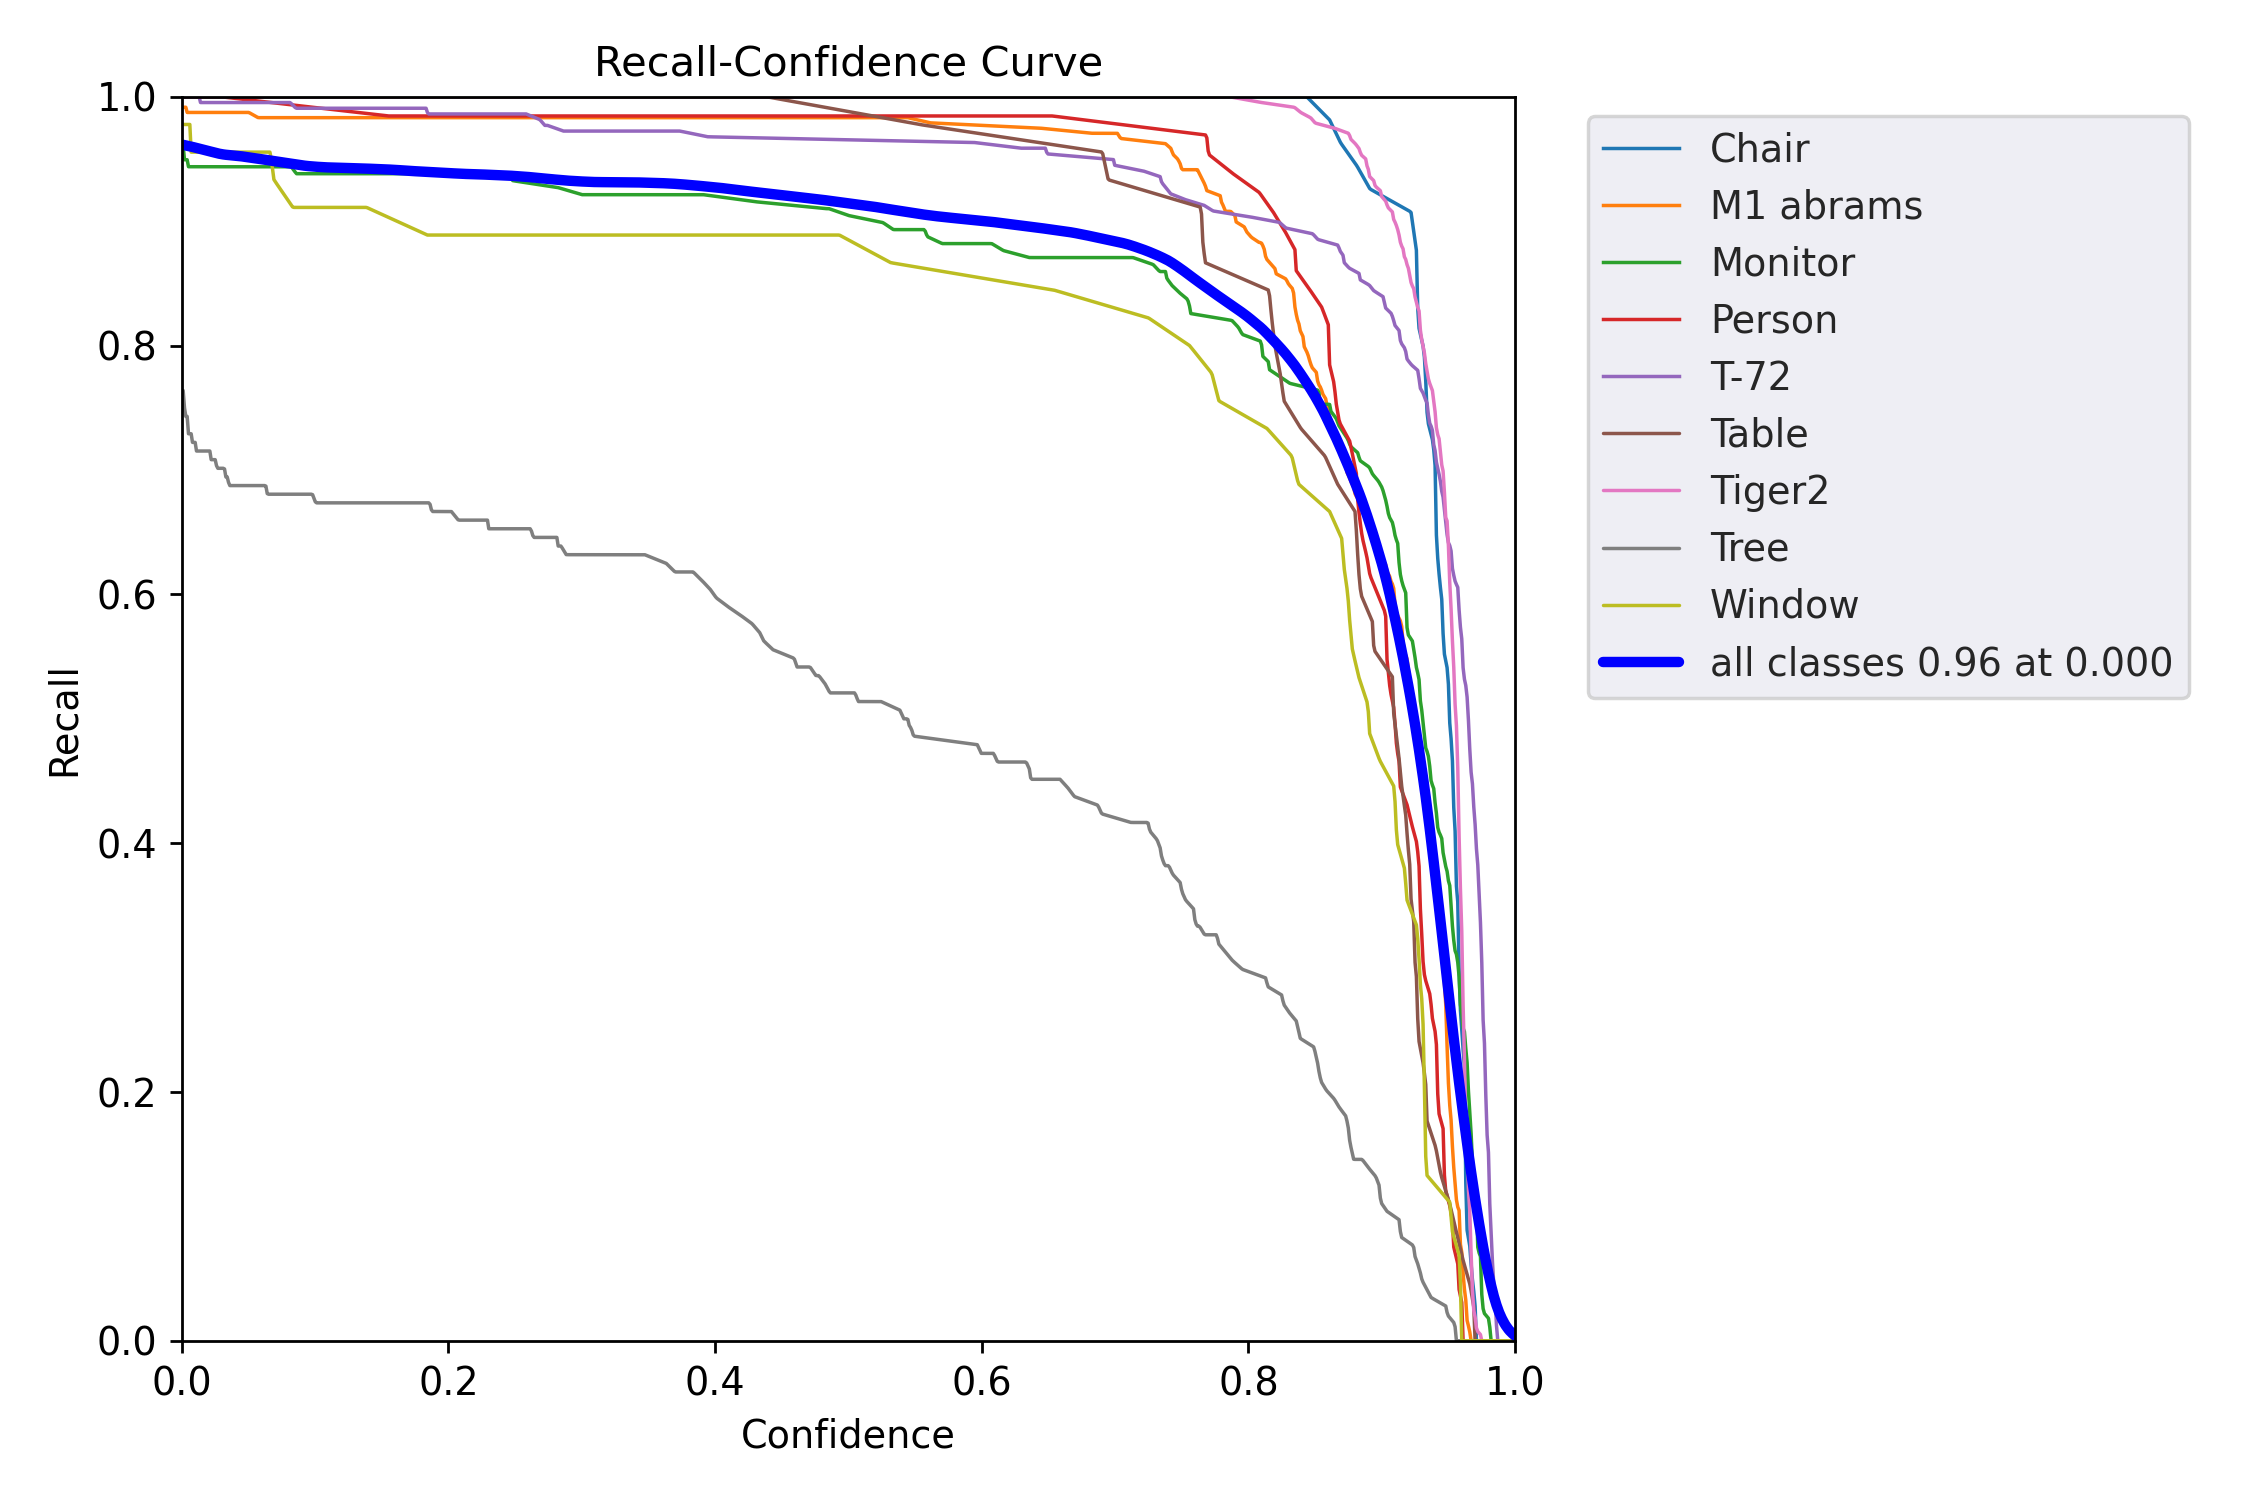 Recall-Confidence Curve
1.0
0.8
0.6
0.4
0.2
0.0
Recall
0.0 0.2 0.4 0.6 0.8 1.0
Confidence
Chair
M1 abrams
Monitor
Person
T-72
Table
Tiger2
Tree
Window
all classes 0.96 at 0.000